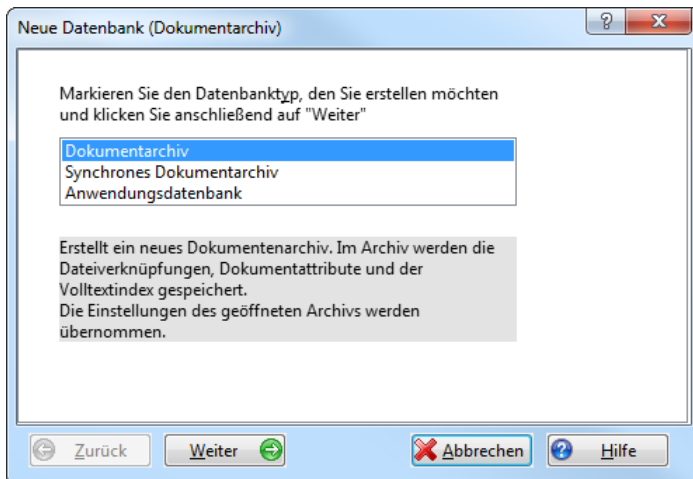 Neue Datenbank (Dokumentarchiv)
Markieren Sie den Datenbanktyp, den Sie erstellen möchten
und klicken Sie anschließend auf "Weiter"
Dokumentarchiv
Synchrones Dokumentarchiv
Anwendungsdatenbank
Erstellt ein neues Dokumentenarchiv. Im Archiv werden die
Dateiverknüpfungen, Dokumentattribute und der
Volltextindex gespeichert.
Die Einstellungen des geöffneten Archivs werden
übernommen.
Zurück Weiter Abbrechen Hilfe